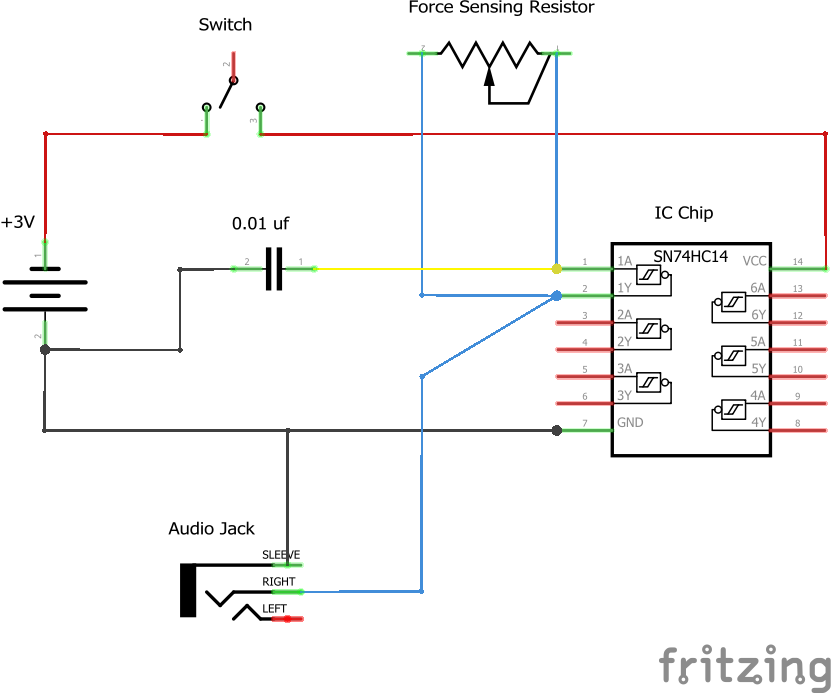 Force Sensing Resistor
Switch
2
2
1
1
3
+3V
0.01 uf
IC Chip
SN74HC14
1
2
2
1
1
1A
VCC
14
2
1Y
6A
13
3
2A
6Y
12
4
2Y
5A
11
5
3A
5Y
10
6
3Y
4A
9
7
GND
4Y
8
Audio Jack
SLEEVE
RIGHT
LEFT
fritzing